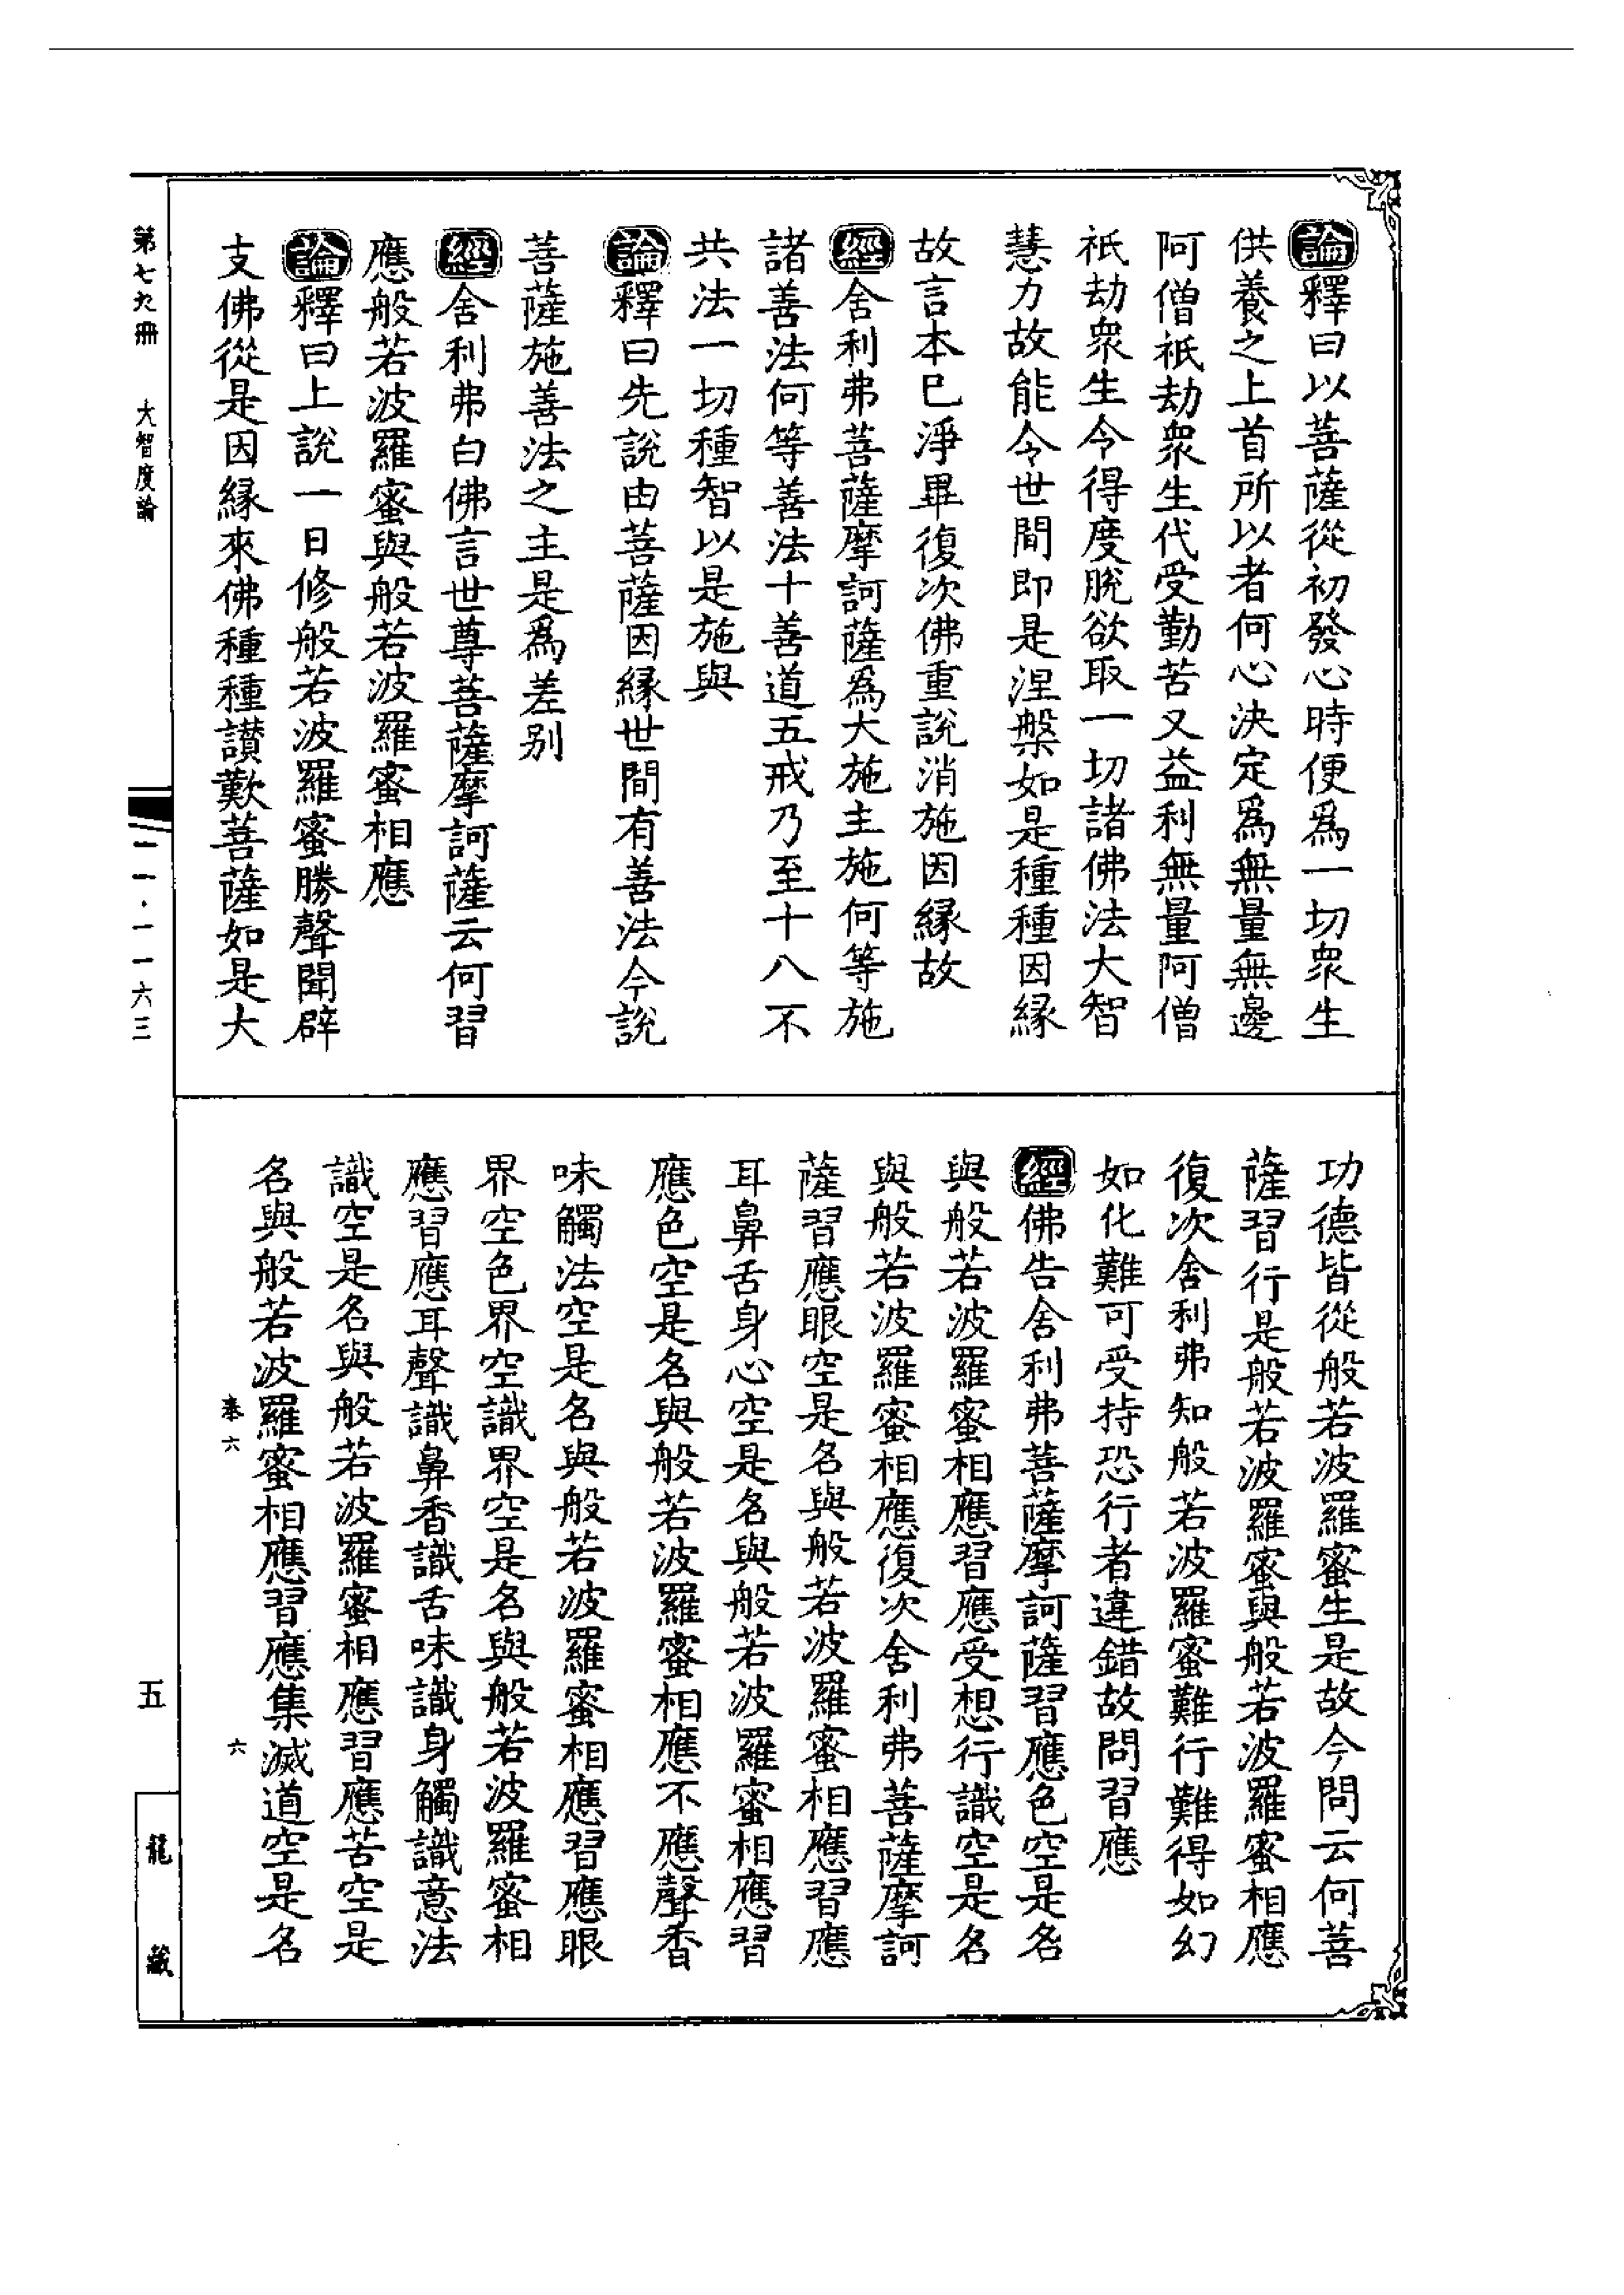 論釋曰以菩薩從初發心時便爲一切衆生
供養之上首所以者何心決定爲無量無邊
阿僧祇劫衆生代受勤苦又益利無量阿僧
祇劫衆生令得度脫欲取一切諸佛法大智
慧力故能令世間即是涅槃如是種種因緣
故言本已淨畢復次佛重說消施因緣故
經舍利弗菩薩摩訶薩爲大施主施何等施
諸善法何等善法十善道五戒乃至十八不
共法一切種智以是施與
論釋曰先說由菩薩因緣世間有善法今說
菩薩施善法之主是爲差別
經舍利弗白佛言世尊菩薩摩訶薩云何習
應般若波羅蜜與般若波羅蜜相應
論釋曰上說一日修般若波羅蜜勝聲聞辟
支佛從是因緣來佛種種讃歎菩薩如是大
功德皆從般若波羅蜜生是故今問云何菩
薩習行是般若波羅蜜與般若波羅蜜相應
復次舍利弗知般若波羅蜜難行難得如幻
如化難可受持恐行者違錯故問習應
經佛告舍利弗菩薩摩訶薩習應色空是名
與般若波羅蜜相應習應受想行識空是名
與般若波羅蜜相應復次舍利弗菩薩摩訶
薩習應眼空是名與般若波羅蜜相應習應
耳鼻舌身心空是名與般若波羅蜜相應習
應色空是名與般若波羅蜜相應不應聲香
味觸法空是名與般若波羅蜜相應習應眼
界空色界空識界空是名與般若波羅蜜相
應習應耳聲識鼻香識舌味識身觸識意法
識空是名與般若波羅蜜相應習應苦空是
名與般若波羅蜜相應習應集滅道空是名
奉六
六
第七九冊
大智度論
二一·一一六三
五
龍藏